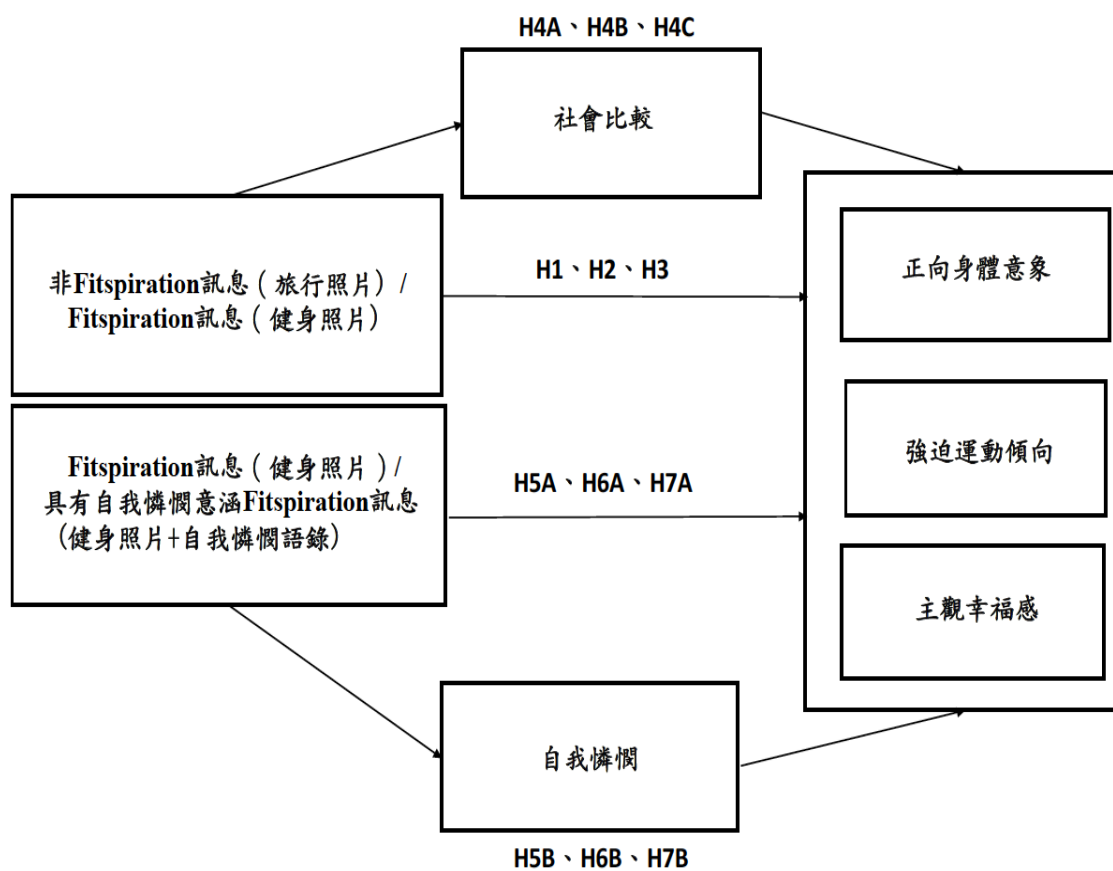 H4A、H4B、H4C
社會比較
非Fitspiration訊息（旅行照片）/
Fitspiration訊息（健身照片）
H1、H2、H3
正向身體意象
強迫運動傾向
Fitspiration訊息（健身照片）/
具有自我憐憫意涵Fitspiration訊息
（健身照片+自我憐憫語錄）
H5A、H6A、H7A
主觀幸福感
自我憐憫
H5B、H6B、H7B